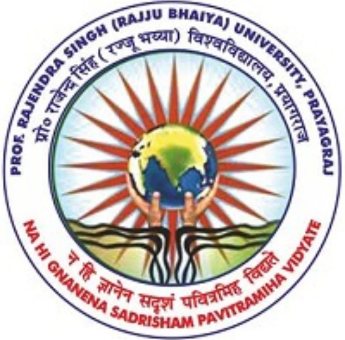 PROF. RAJENDRA SINGH (RAJJU BHAIYA) UNIVERSITY, PRAYAGRAJ
प्रो० राजेन्द्र सिंह ( रज्जू भय्या) विश्वविद्यालय, प्रयागराज
न हि ज्ञानेन सदृशं पवित्रमिह विद्यते
NA HI GNANENA SADRISHAM PAVITRAMIHA VIDYATE